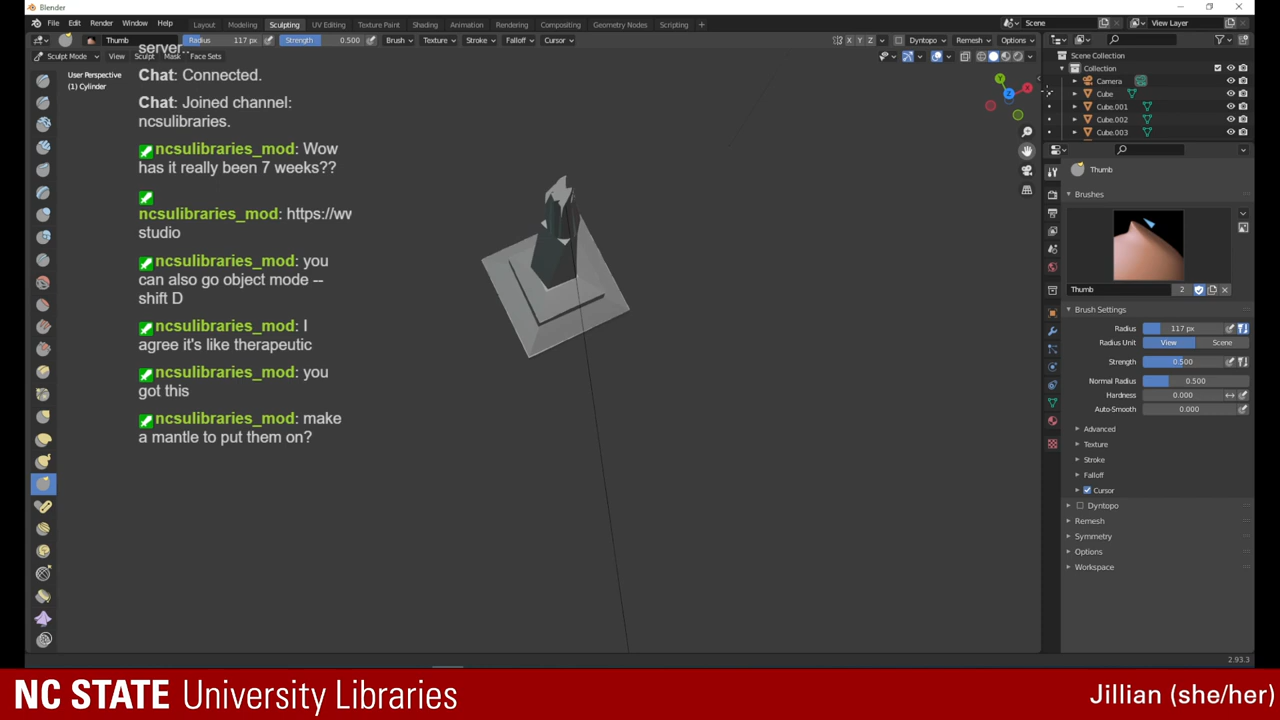 Blender
File Edit Render Window Help Layout Modeling Sculpting UV Editing Texture Paint Shading Animation Rendering Compositing Geometry Nodes Scripting + Scene View Layer
Thumb Radius 117 px Strength 0.500 Brush Texture Stroke Falloff Cursor X Y Z Dyntopo Remesh Options
server..
Sculpt Mode View Sculpt Mask Face Sets
User Perspective
(1) Cylinder
Chat: Connected.
Chat: Joined channel:
ncsulibraries.
ncsulibraries_mod: Wow
has it really been 7 weeks??
ncsulibraries_mod: https://ww
studio
ncsulibraries_mod: you
can also go object mode --
shift D
ncsulibraries_mod: I
agree it's like therapeutic
ncsulibraries_mod: you
got this
ncsulibraries_mod: make
a mantle to put them on?
Y
X
Z
Scene Collection
Collection
Camera
Cube
Cube.001
Cube.002
Cube.003
Thumb
Brushes
Thumb 2
Brush Settings
Radius 117 px
Radius Unit View Scene
Strength 0.500
Normal Radius 0.500
Hardness 0.000
Auto-Smooth 0.000
Advanced
Texture
Stroke
Falloff
Cursor
Dyntopo
Remesh
Symmetry
Options
Workspace
2.93.3
NC STATE University Libraries
Jillian (she/her)